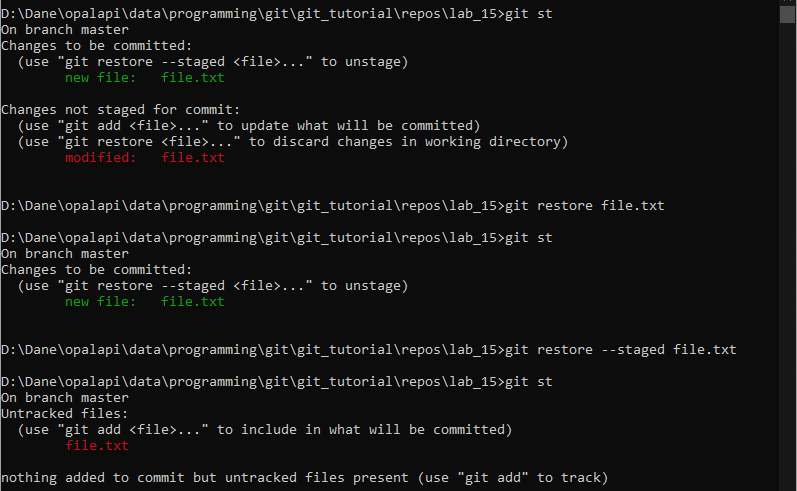 D:\Dane\opalapi\data\programming\git\git_tutorial\repos\lab_15>git st
On branch master
Changes to be committed:
  (use "git restore --staged <file>..." to unstage)
        new file:   file.txt

Changes not staged for commit:
  (use "git add <file>..." to update what will be committed)
  (use "git restore <file>..." to discard changes in working directory)
        modified:   file.txt


D:\Dane\opalapi\data\programming\git\git_tutorial\repos\lab_15>git restore file.txt

D:\Dane\opalapi\data\programming\git\git_tutorial\repos\lab_15>git st
On branch master
Changes to be committed:
  (use "git restore --staged <file>..." to unstage)
        new file:   file.txt


D:\Dane\opalapi\data\programming\git\git_tutorial\repos\lab_15>git restore --staged file.txt

D:\Dane\opalapi\data\programming\git\git_tutorial\repos\lab_15>git st
On branch master
Untracked files:
  (use "git add <file>..." to include in what will be committed)
        file.txt

nothing added to commit but untracked files present (use "git add" to track)